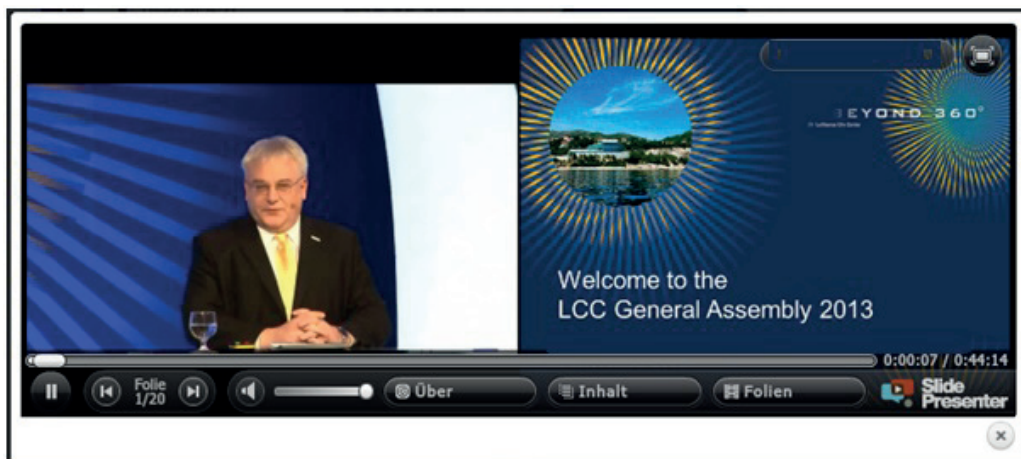 BEYOND 360°
Welcome to the
LCC General Assembly 2013
0:00:07 / 0:44:14
Folie
1/20
Über
Inhalt
Folien
Slide
Presenter